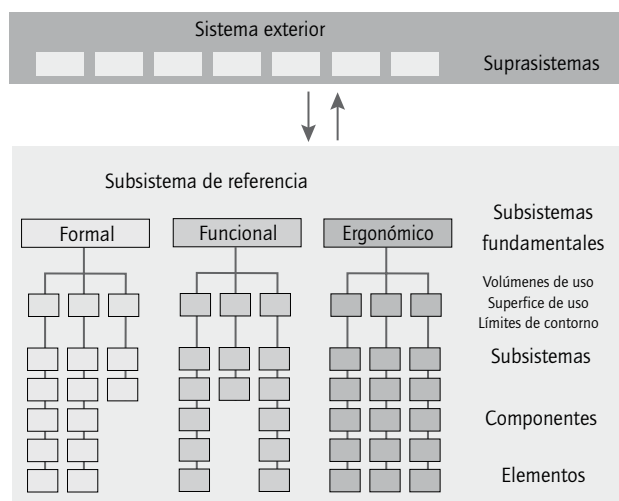 Sistema exterior
Suprasistemas
Subsistema de referencia
Formal
Funcional
Ergonómico
Subsistemas
fundamentales
Volúmenes de uso
Superfice de uso
Límites de contorno
Subsistemas
Componentes
Elementos